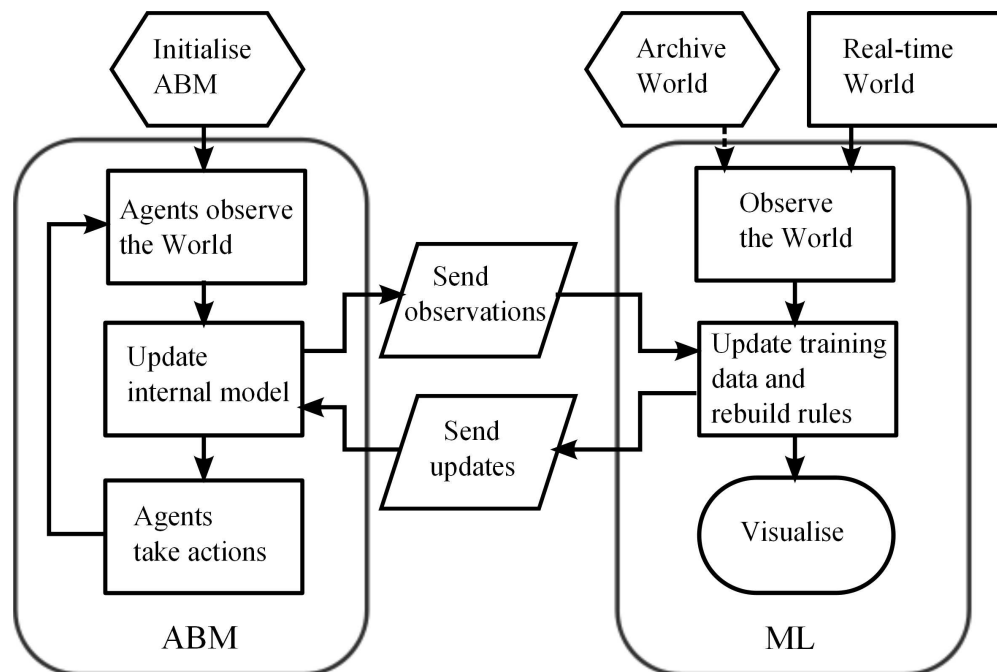 Initialise
ABM
Archive
World
Real-time
World
Agents observe
the World
Observe
the World
Send
observations
Update
internal model
Update training
data and
rebuild rules
Send
updates
Agents
take actions
Visualise
ABM
ML